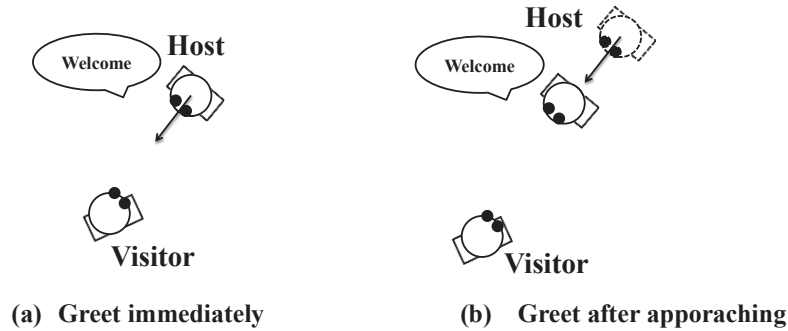 Host
Welcome
Visitor
(a) Greet immediately
Host
Welcome
Visitor
(b) Greet after apporaching